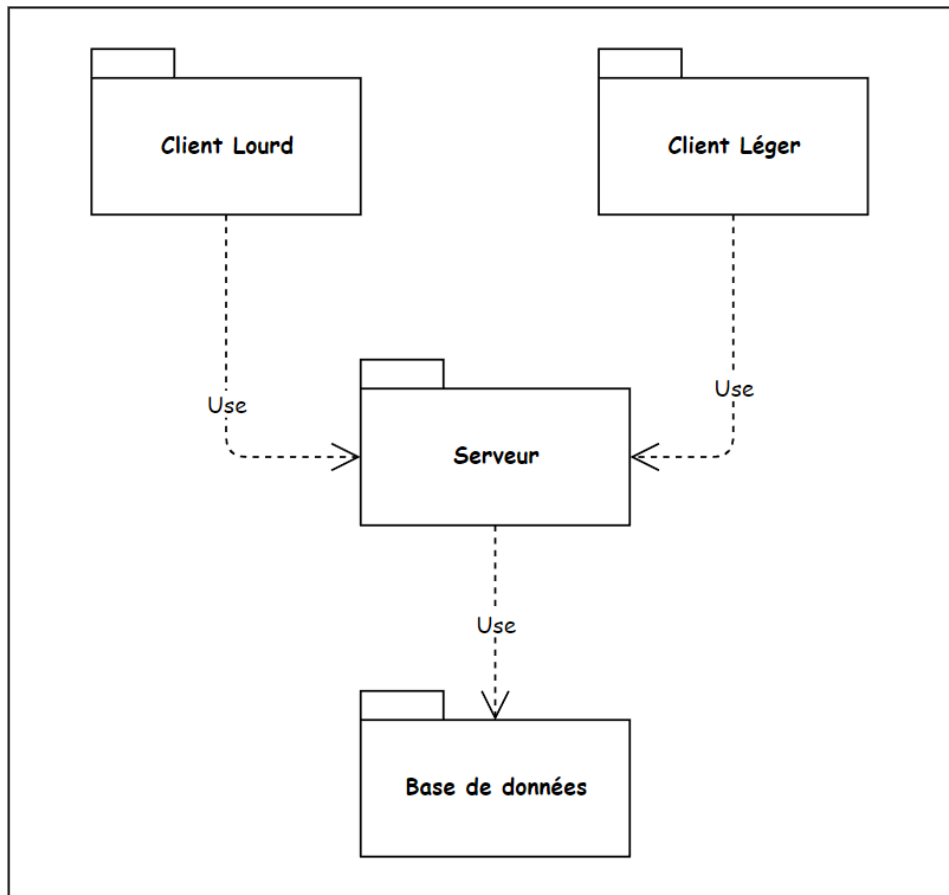 Client Lourd
Client Léger
Use
Use
Serveur
Use
Base de données